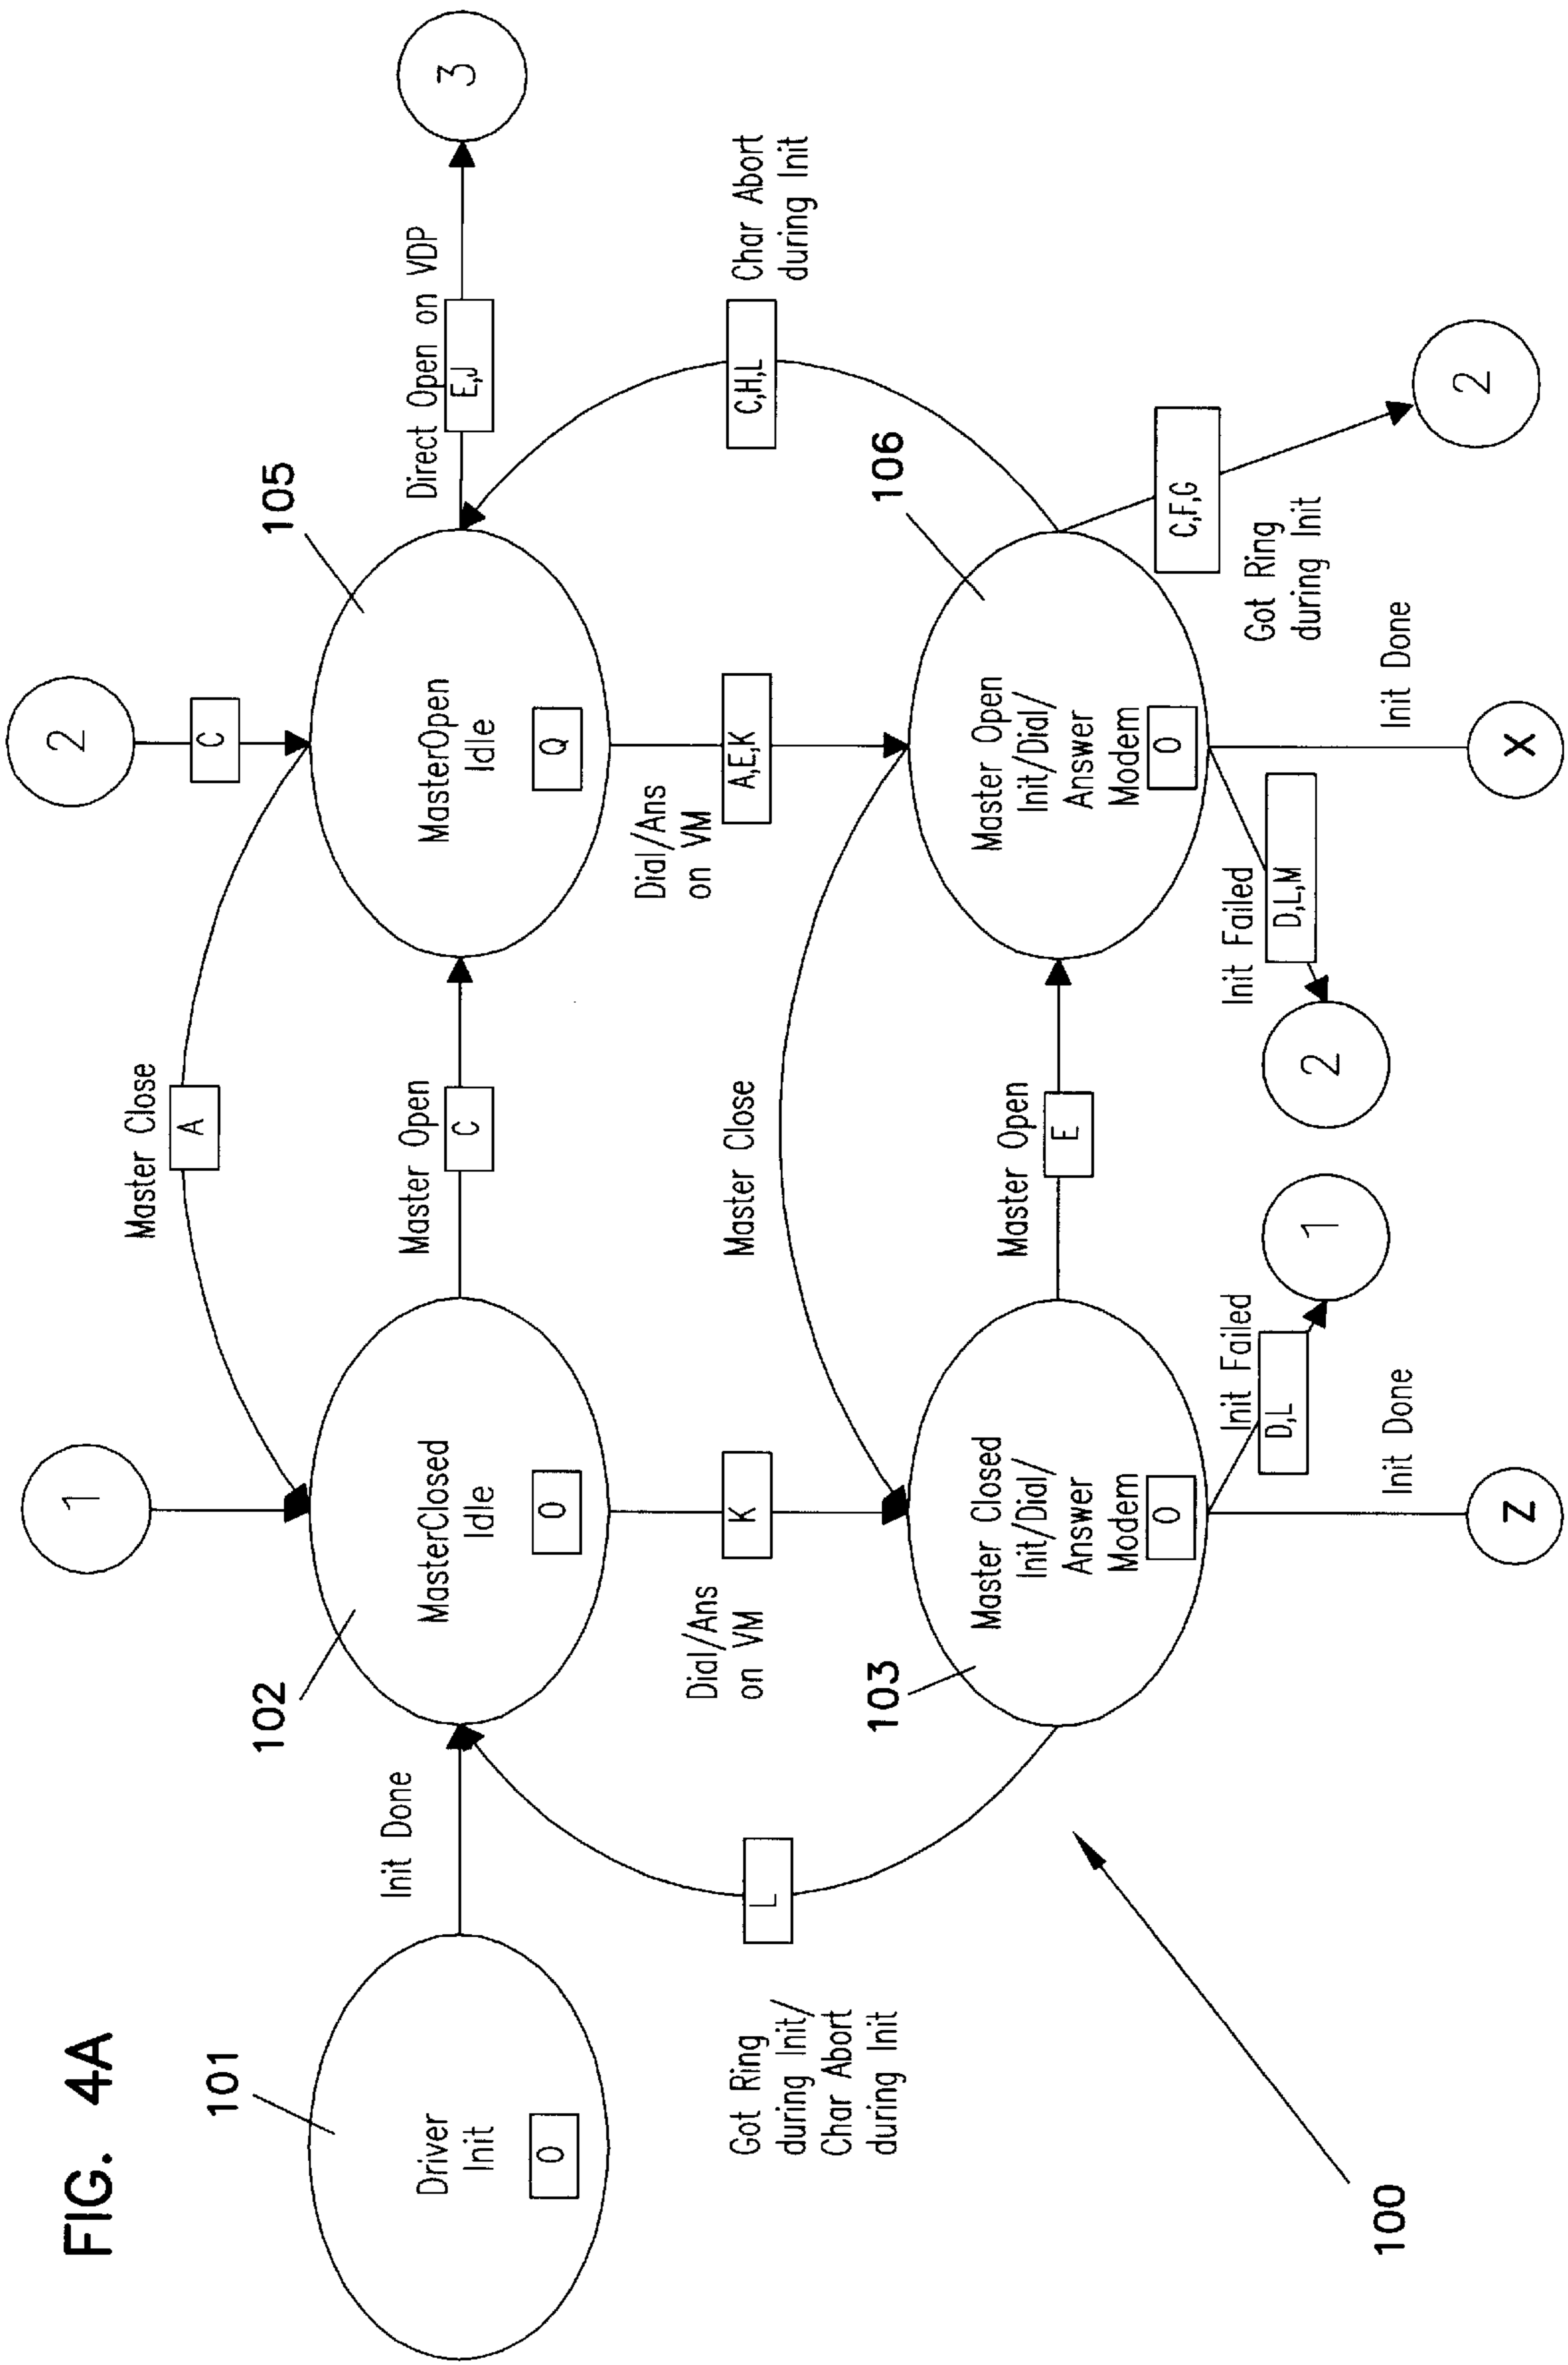 FIG. 4A
1
2
Master Close
A
C
101
102
105
Driver
Init
O
Init Done
MasterClosed
Idle
O
Master Open
C
MasterOpen
Idle
Q
Direct Open on VDP
E,J
3
Got Ring
during Init/
Char Abort
during Init
L
Dial/Ans
on VM
K
Master Close
Dial/Ans
on VM
A,E,K
C,H,L
Char Abort
during Init
103
106
Master Closed
Init/Dial/
Answer
Modem
O
Master Open
E
Master Open
Init/Dial/
Answer
Modem
O
C,F,G
2
Got Ring
during Init
Init Failed
D,L
1
Init Failed
D,L,M
2
100
Init Done
Z
Init Done
X